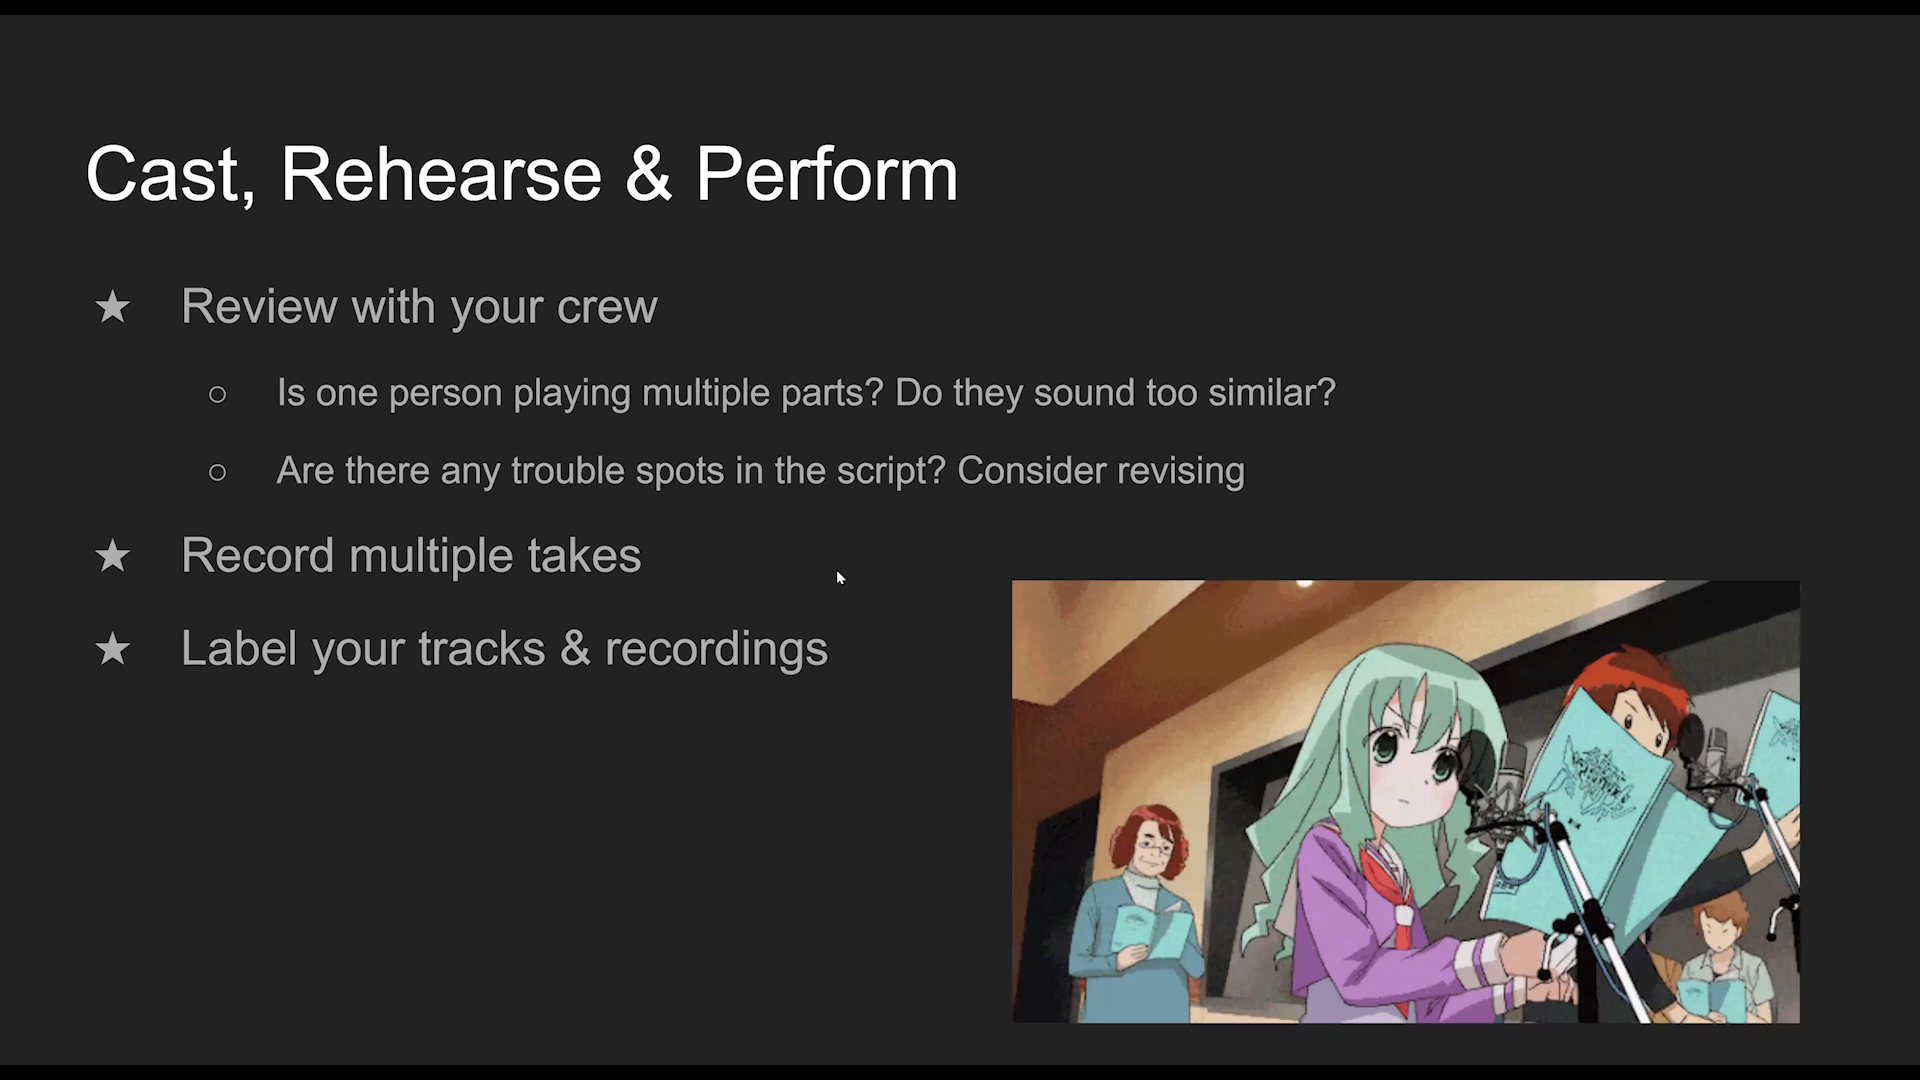 Cast, Rehearse & Perform
★ Review with your crew
○ Is one person playing multiple parts? Do they sound too similar?
○ Are there any trouble spots in the script? Consider revising
★ Record multiple takes
★ Label your tracks & recordings